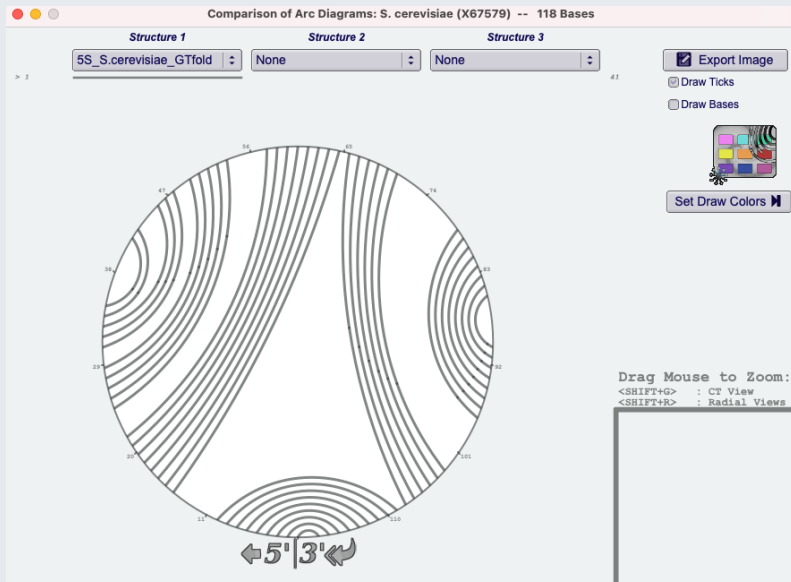 Comparison of Arc Diagrams: S. cerevisiae (X67579) -- 118 Bases
Structure 1
Structure 2
Structure 3
5S_S.cerevisiae_GTfold
None
None
Export Image
> 1
41
Draw Ticks
Draw Bases
Set Draw Colors
56
65
47
74
38
83
29
92
20
101
11
110
5'|3'
Drag Mouse to Zoom:
<SHIFT+G> : CT View
<SHIFT+R> : Radial Views